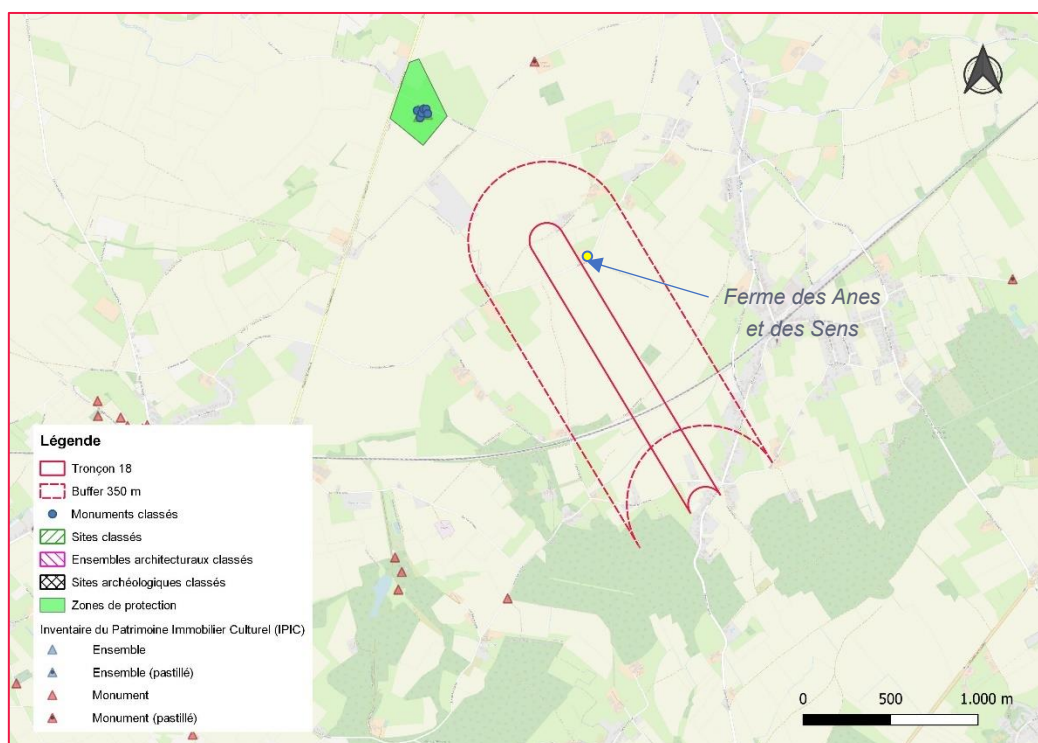 Ferme des Anes
et des Sens
Légende
Tronçon 18
Buffer 350 m
Monuments classés
Sites classés
Ensembles architecturaux classés
Sites archéologiques classés
Zones de protection
Inventaire du Patrimoine Immobilier Culturel (IPIC)
Ensemble
Ensemble (pastillé)
Monument
Monument (pastillé)
0 500 1.000 m